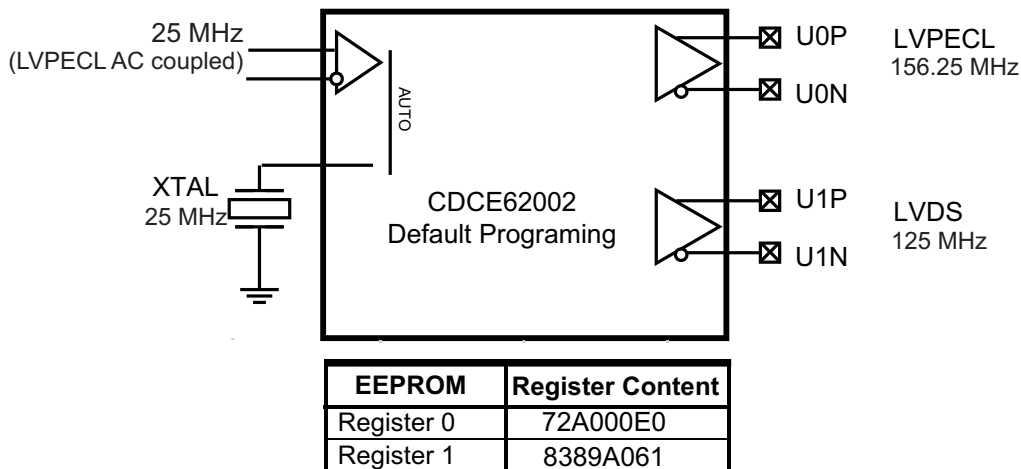 25 MHz
(LVPECL AC coupled)
AUTO
XTAL
25 MHz
CDCE62002
Default Programing
U0P
U0N
LVPECL
156.25 MHz
U1P
U1N
LVDS
125 MHz
EEPROM Register Content
Register 0 72A000E0
Register 1 8389A061